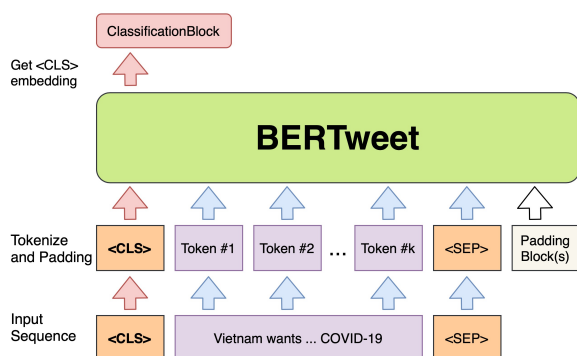 ClassificationBlock
Get <CLS>
embedding
BERTweet
Tokenize
and Padding
<CLS>
Token #1
Token #2
...
Token #k
<SEP>
Padding
Block(s)
Input
Sequence
<CLS>
Vietnam wants ... COVID-19
<SEP>